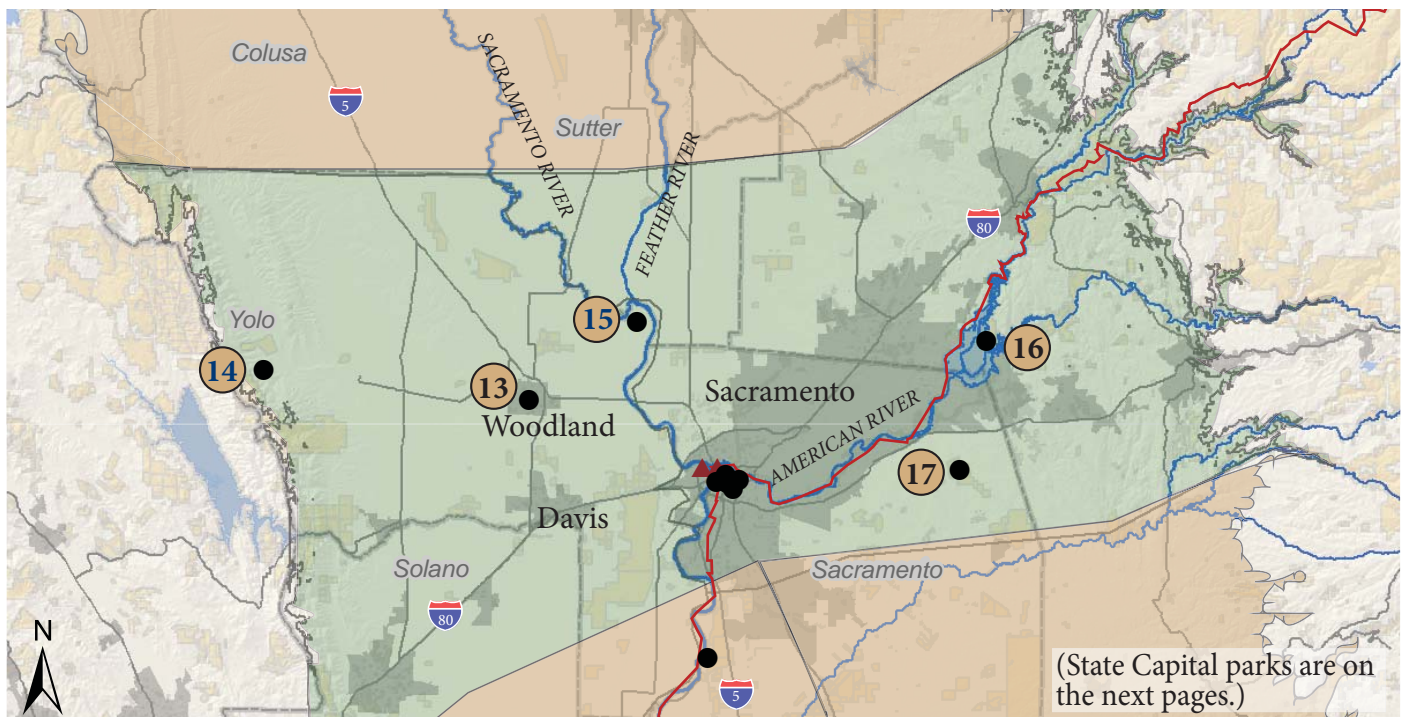 Colusa
5
SACRAMENTO RIVER
Sutter
FEATHER RIVER
80
15
Yolo
14
13
Woodland
16
Sacramento
AMERICAN RIVER
17
Davis
Solano
Sacramento
80
N
5
(State Capital parks are on
the next pages.)